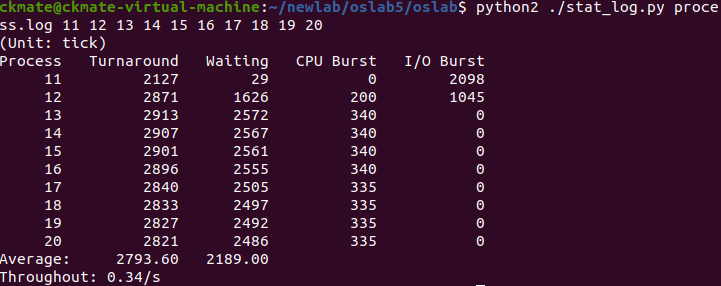 ckmate@ckmate-virtual-machine:~/newlab/oslab5/oslab$ python2 ./stat_log.py proce
ss.log 11 12 13 14 15 16 17 18 19 20
(Unit: tick)
Process   Turnaround   Waiting   CPU Burst   I/O Burst
     11         2127        29           0        2098
     12         2871      1626         200        1045
     13         2913      2572         340           0
     14         2907      2567         340           0
     15         2901      2561         340           0
     16         2896      2555         340           0
     17         2840      2505         335           0
     18         2833      2497         335           0
     19         2827      2492         335           0
     20         2821      2486         335           0
Average:     2793.60   2189.00
Throughout: 0.34/s